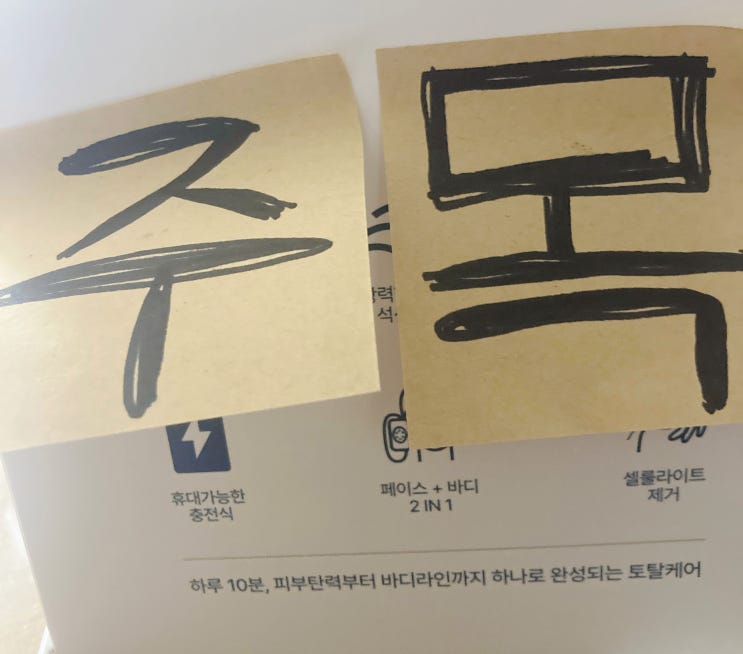 주목
휴대가능한
충전식
페이스 + 바디
2 IN 1
셀룰라이트
제거
하루 10분, 피부탄력부터 바디라인까지 하나로 완성되는 토탈케어